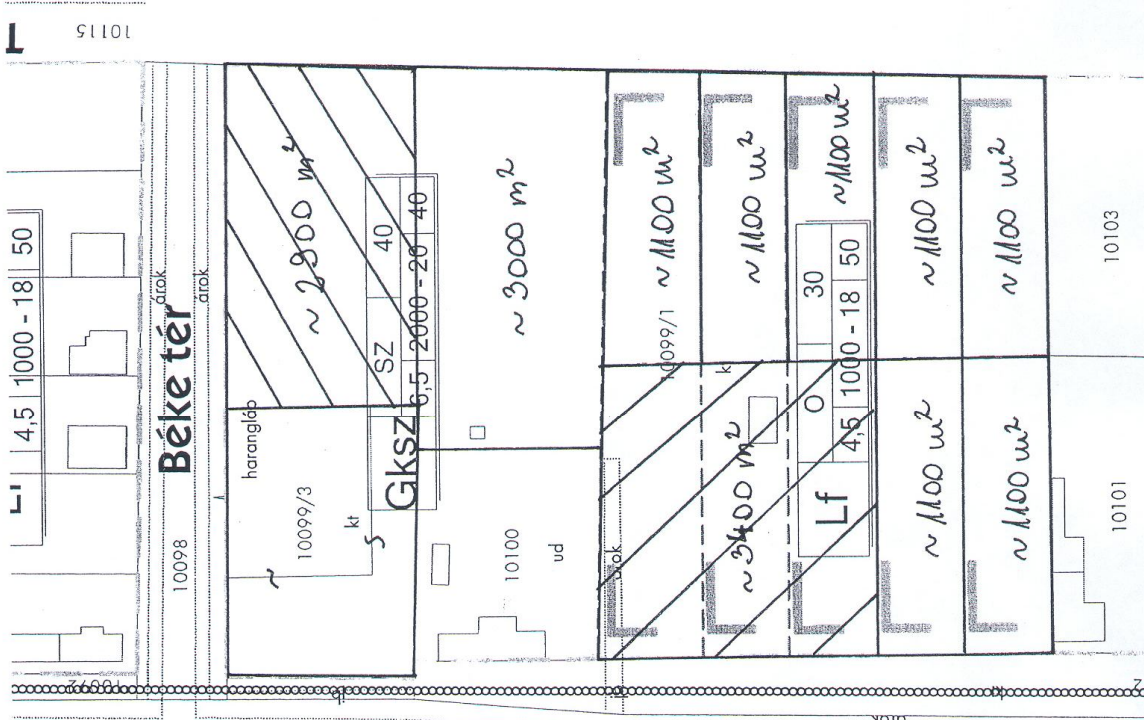 10115
4,5 1000 - 18 50
Béke tér
árok
árok
10098
~ 2900 m²
SZ 40
6,5 2000 - 20 40
Gksz
harangláb
10099/3
kt
~ 3000 m²
10100
ud
~ 1100 m²
~ 1100 m²
~ 1100 m²
~ 1100 m²
~ 1100 m²
10099/1
O 30
4,5 1000 - 18 50
Lf
~ 3400 m²
árok
~ 1100 m²
~ 1100 m²
10103
10101